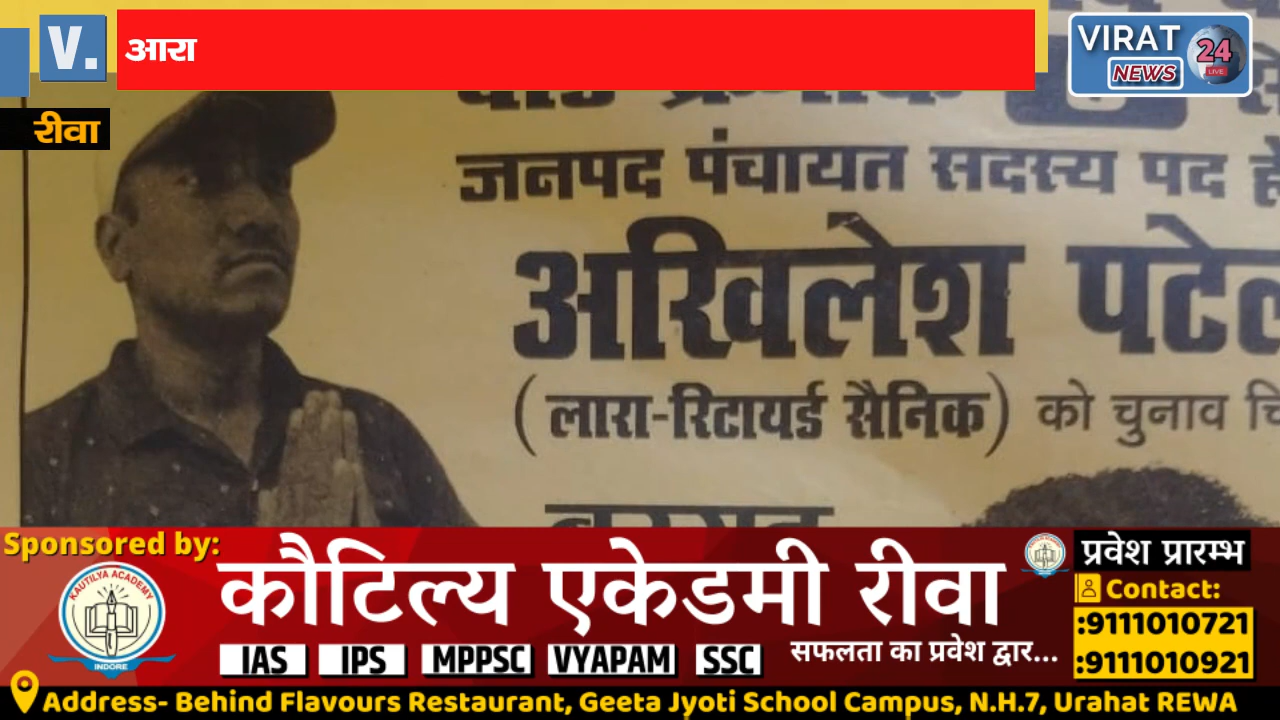 V. आरा
VIRAT 24
NEWS LIVE
रीवा
जनपद पंचायत सदस्य पद
अखिलेश पटेल
(लारा-रिटायर्ड सैनिक) को चुनाव
Sponsored by:
KAUTILYA ACADEMY
INDORE
कौटिल्य एकेडमी रीवा
IAS IPS MPPSC VYAPAM SSC
सफलता का प्रवेश द्वार...
प्रवेश प्रारम्भ
Contact:
:9111010721
:9111010921
Address- Behind Flavours Restaurant, Geeta Jyoti School Campus, N.H.7, Urahat REWA